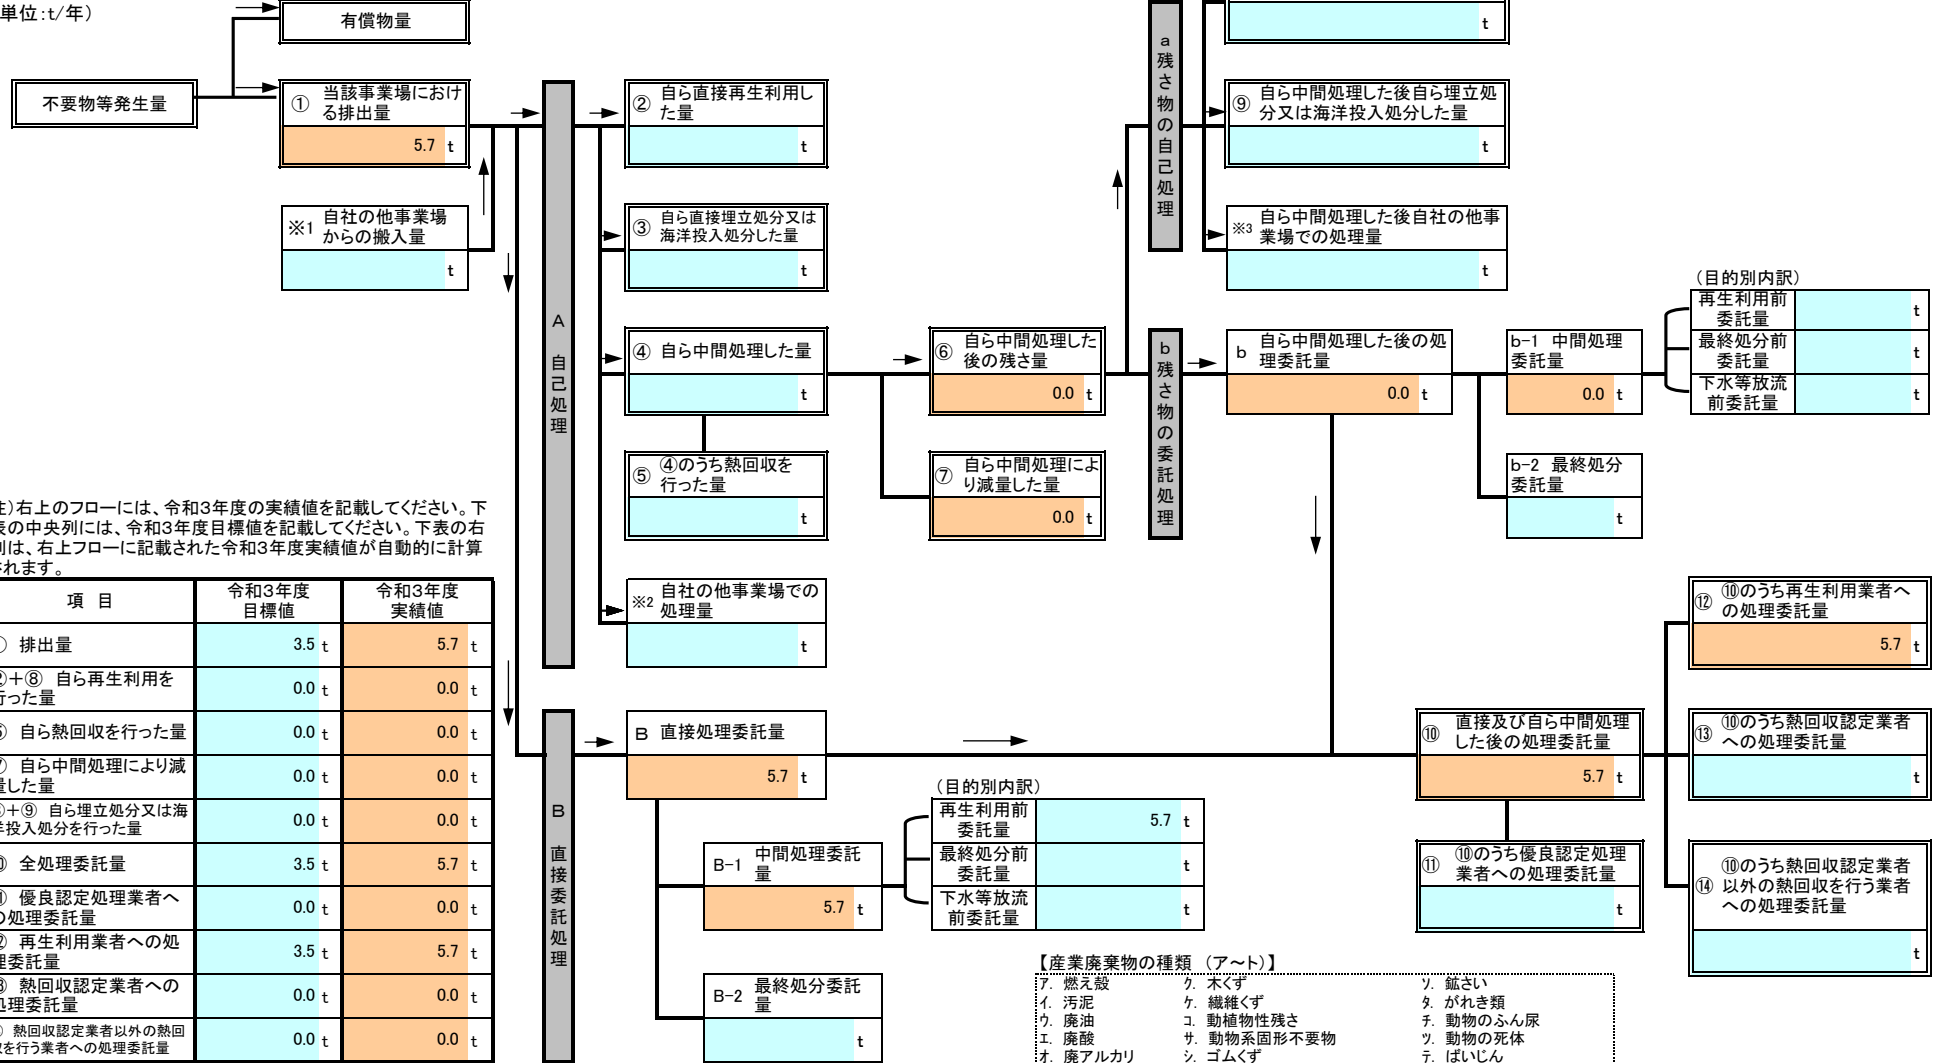 単位:t/年）
有償物量
不要物等発生量
① 当該事業場におけ
る排出量
5.7 t
※1 自社の他事業場
からの搬入量
t
A 自己処理
② 自ら直接再生利用し
た量
t
③ 自ら直接埋立処分又は
海洋投入処分した量
t
④ 自ら中間処理した量
t
⑤ ④のうち熱回収を
行った量
t
※2 自社の他事業場での
処理量
t
⑥ 自ら中間処理した
後の残さ量
0.0 t
⑦ 自ら中間処理によ
り減量した量
0.0 t
a 残さ物の自己処理
t
⑨ 自ら中間処理した後自ら埋立処
分又は海洋投入処分した量
t
※3 自ら中間処理した後自社の他事
業場での処理量
t
b 残さ物の委託処理
b 自ら中間処理した後の処
理委託量
0.0 t
b-1 中間処理
委託量
0.0 t
b-2 最終処分
委託量
t
（目的別内訳）
再生利用前
委託量
t
最終処分前
委託量
t
下水等放流
前委託量
t
)右上のフローには、令和3年度の実績値を記載してください。下
の中央列には、令和3年度目標値を記載してください。下表の右
は、右上フローに記載された令和3年度実績値が自動的に計算
れます。
項 目
令和3年度
目標値
令和3年度
実績値
排出量 3.5 t 5.7 t
+⑧ 自ら再生利用を
行った量 0.0 t 0.0 t
自ら熱回収を行った量 0.0 t 0.0 t
自ら中間処理により減
量した量 0.0 t 0.0 t
+⑨ 自ら埋立処分又は海
洋投入処分を行った量 0.0 t 0.0 t
全処理委託量 3.5 t 5.7 t
優良認定処理業者へ
の処理委託量 0.0 t 0.0 t
再生利用業者への処
理委託量 3.5 t 5.7 t
熱回収認定業者への
処理委託量 0.0 t 0.0 t
熱回収認定業者以外の熱回
収を行う業者への処理委託量 0.0 t 0.0 t
B 直接委託処理
B 直接処理委託量
5.7 t
B-1 中間処理委託
量
5.7 t
B-2 最終処分委託
量
t
（目的別内訳）
再生利用前
委託量
5.7 t
最終処分前
委託量
t
下水等放流
前委託量
t
⑩ 直接及び自ら中間処理
した後の処理委託量
5.7 t
⑪ ⑩のうち優良認定処理
業者への処理委託量
t
⑫ ⑩のうち再生利用業者へ
の処理委託量
5.7 t
⑬ ⑩のうち熱回収認定業者
への処理委託量
t
⑭ ⑩のうち熱回収認定業者
以外の熱回収を行う業者
への処理委託量
t
【産業廃棄物の種類 （ア～ト）】
ア. 燃え殻 ク. 木くず ソ. 鉱さい
イ. 汚泥 ケ. 繊維くず タ. がれき類
ウ. 廃油 コ. 動植物性残さ チ. 動物のふん尿
エ. 廃酸 サ. 動物系固形不要物 ツ. 動物の死体
オ. 廃アルカリ シ. ゴムくず テ. ばいじん